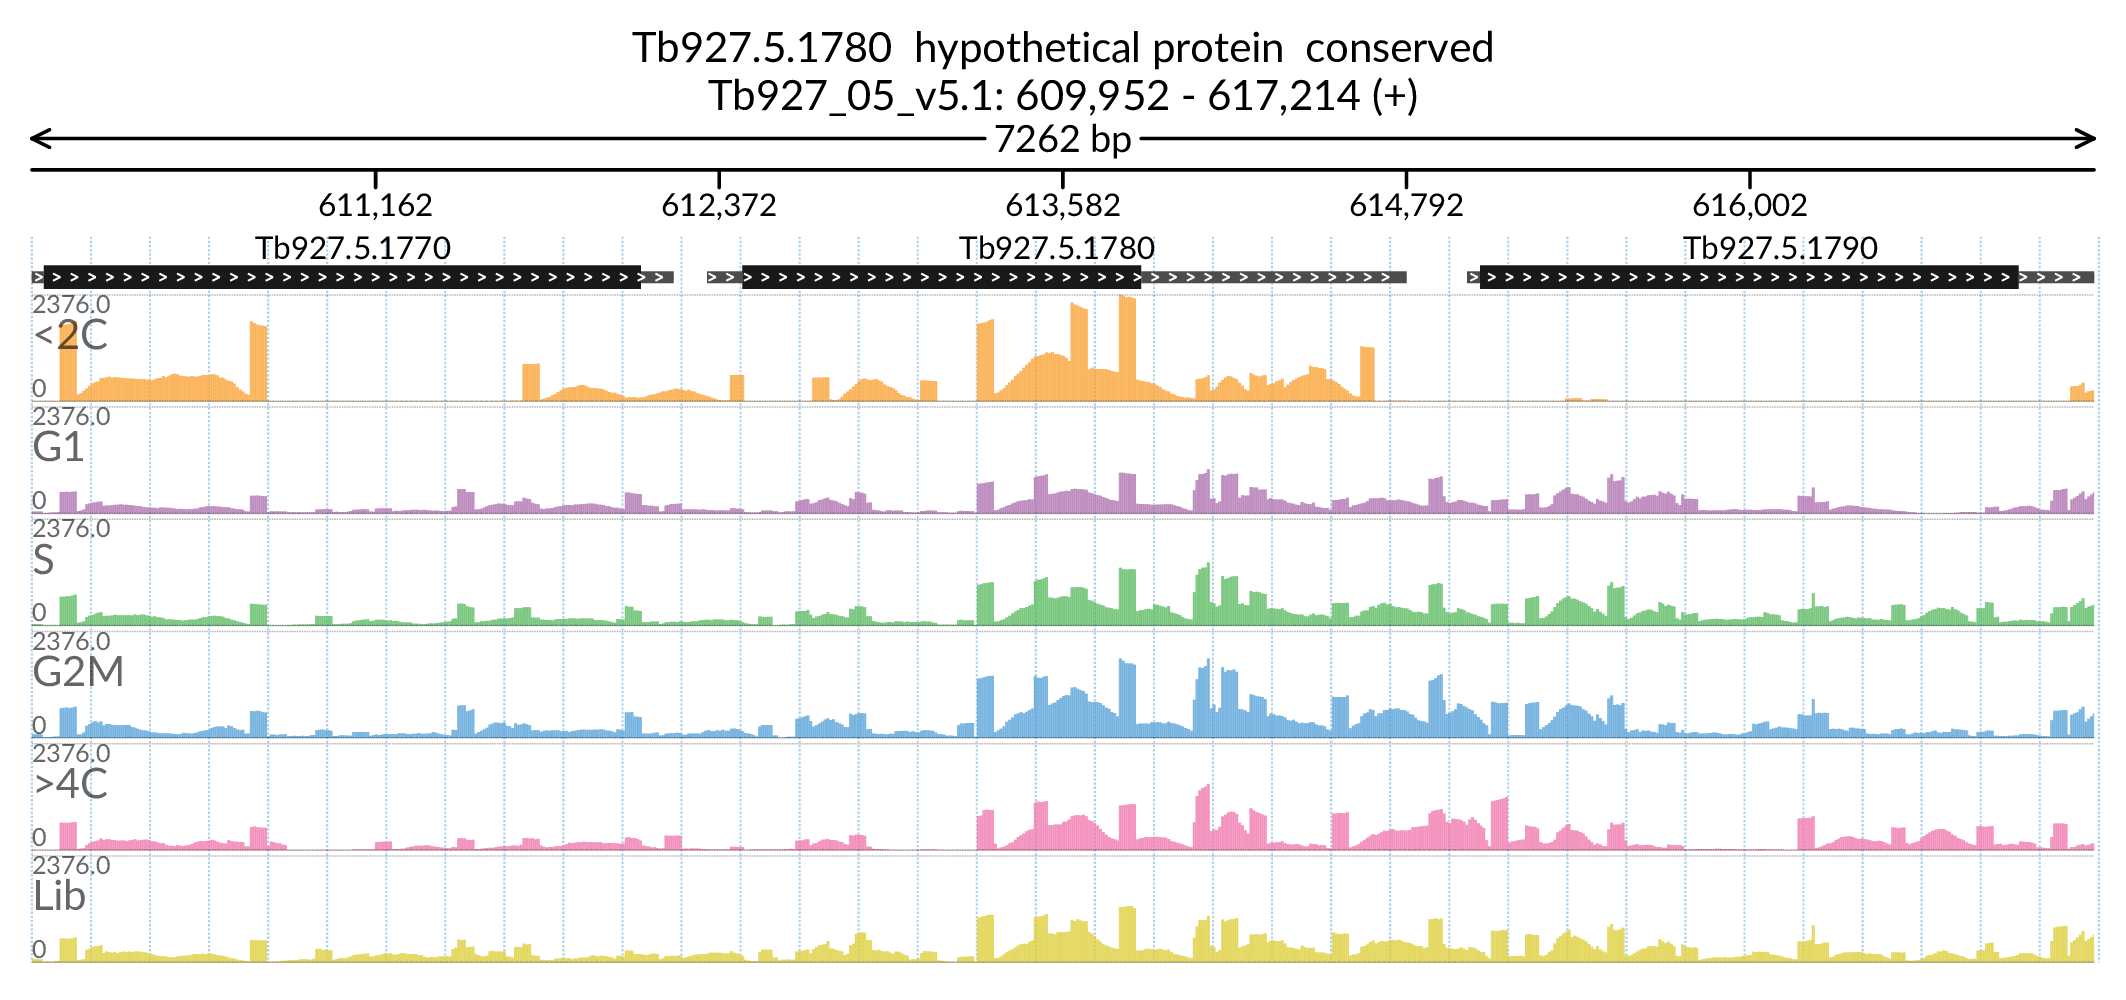 Tb927.5.1780  hypothetical protein  conserved
Tb927_05_v5.1: 609,952 - 617,214 (+)
7262 bp
611,162 612,372 613,582 614,792 616,002
Tb927.5.1770 Tb927.5.1780 Tb927.5.1790
2376.0
<2C
0
2376.0
G1
0
2376.0
S
0
2376.0
G2M
0
2376.0
>4C
0
2376.0
Lib
0